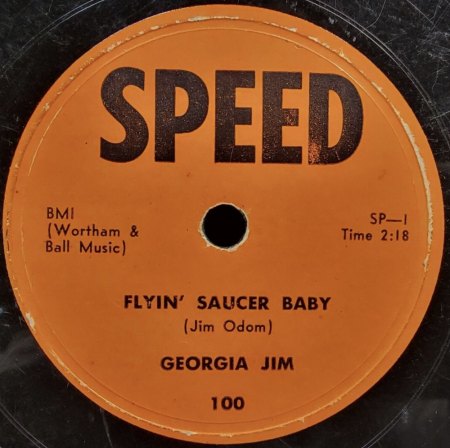 SPEED
BMI
(Wortham &
Ball Music)
SP—1
Time 2:18
FLYIN' SAUCER BABY
(Jim Odom)
GEORGIA JIM
100